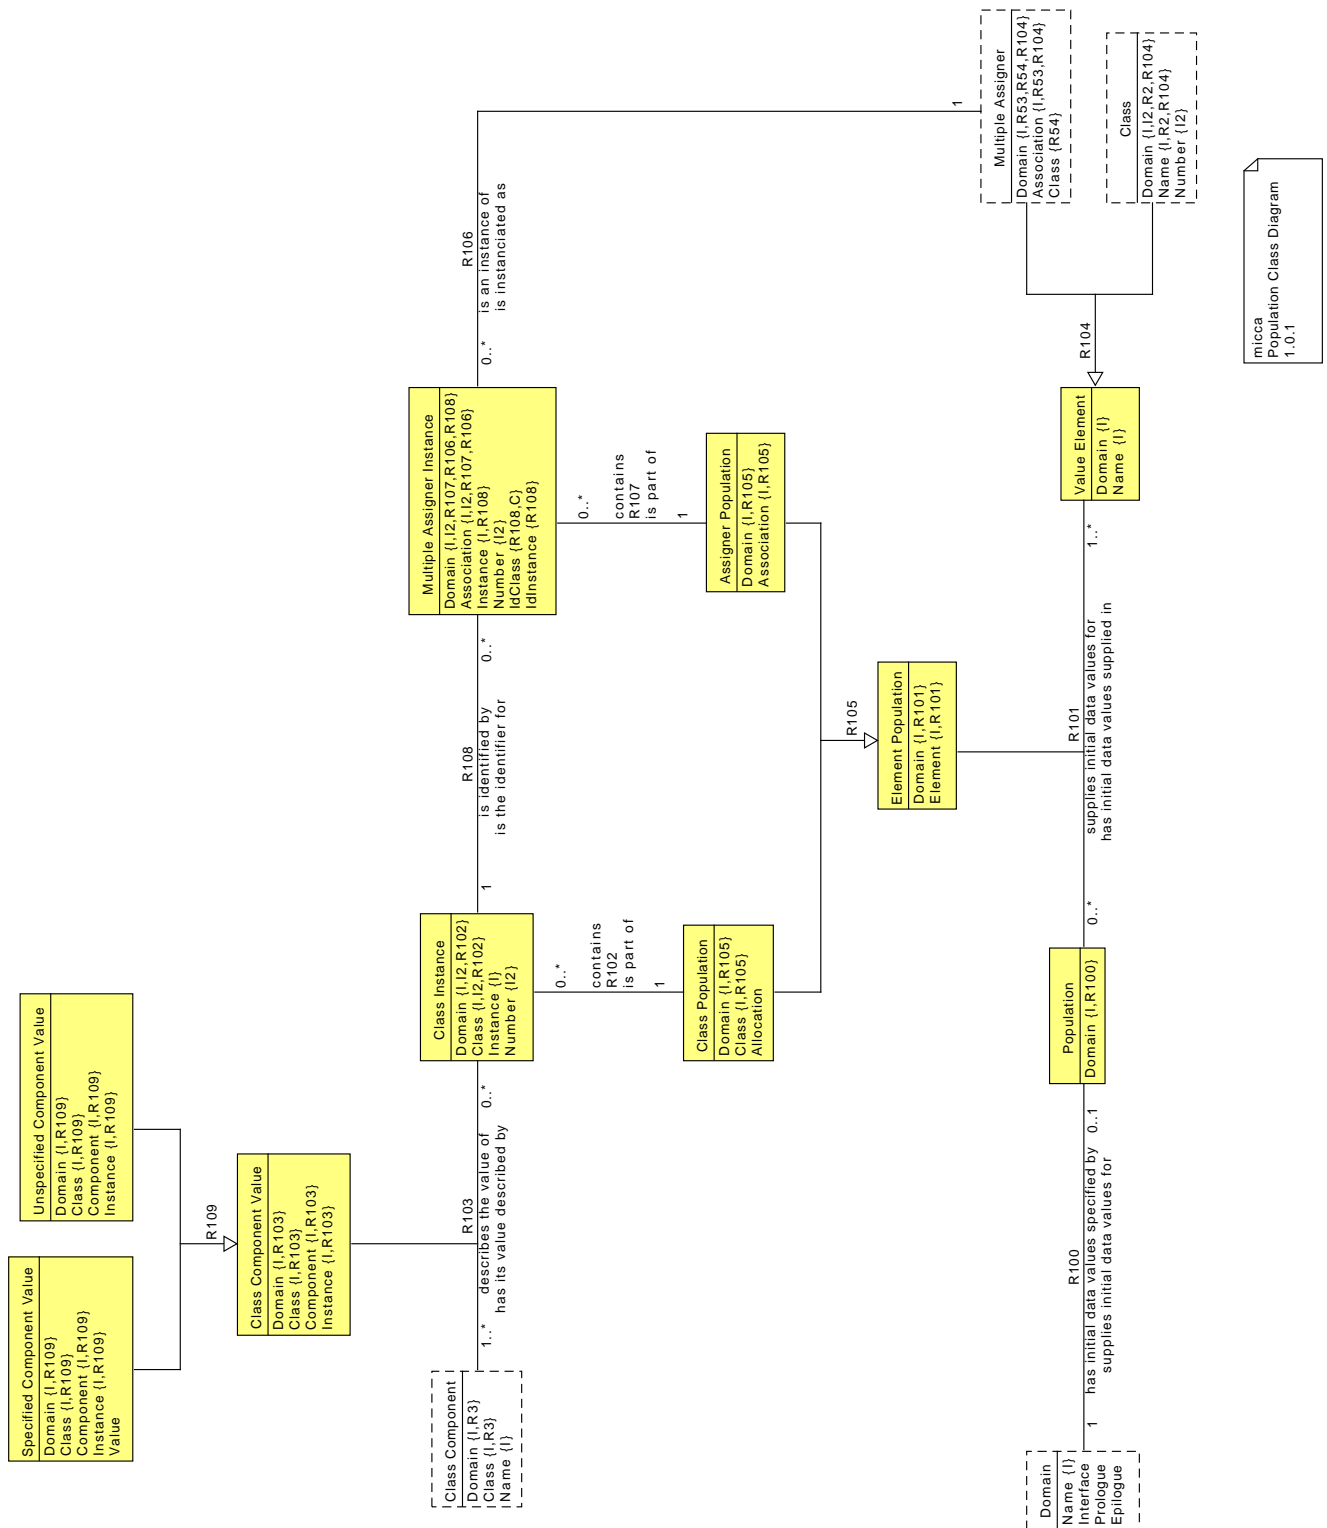 Specified Component Value
Domain {I,R109}
Class {I,R109}
Component {I,R109}
Instance {I,R109}
Value
Unspecified Component Value
Domain {I,R109}
Class {I,R109}
Component {I,R109}
Instance {I,R109}
R109
Class Component Value
Domain {I,R103}
Class {I,R103}
Component {I,R103}
Instance {I,R103}
Class Component
Domain {I,R3}
Class {I,R3}
Name {I}
1..*
R103
describes the value of
has its value described by
0..*
Class Instance
Domain {I,I2,R102}
Class {I,I2,R102}
Instance {I}
Number {I2}
1
R108
is identified by
is the identifier for
0..*
Multiple Assigner Instance
Domain {I,I2,R107,R106,R108}
Association {I,I2,R107,R106}
Instance {I,R108}
Number {I2}
IdClass {R108,C}
IdInstance {R108}
0..*
R106
is an instance of
is instanciated as
1
0..*
contains
R102
is part of
1
0..*
contains
R107
is part of
1
Class Population
Domain {I,R105}
Class {I,R105}
Allocation
Assigner Population
Domain {I,R105}
Association {I,R105}
R105
Element Population
Domain {I,R101}
Element {I,R101}
Domain
Name {I}
Interface
Prologue
Epilogue
1
R100
has initial data values specified by
supplies initial data values for
0..1
Population
Domain {I,R100}
0..*
R101
supplies initial data values for
has initial data values supplied in
1..*
Value Element
Domain {I}
Name {I}
R104
Multiple Assigner
Domain {I,R53,R54,R104}
Association {I,R53,R104}
Class {R54}
Class
Domain {I,I2,R2,R104}
Name {I,R2,R104}
Number {I2}
micca
Population Class Diagram
1.0.1